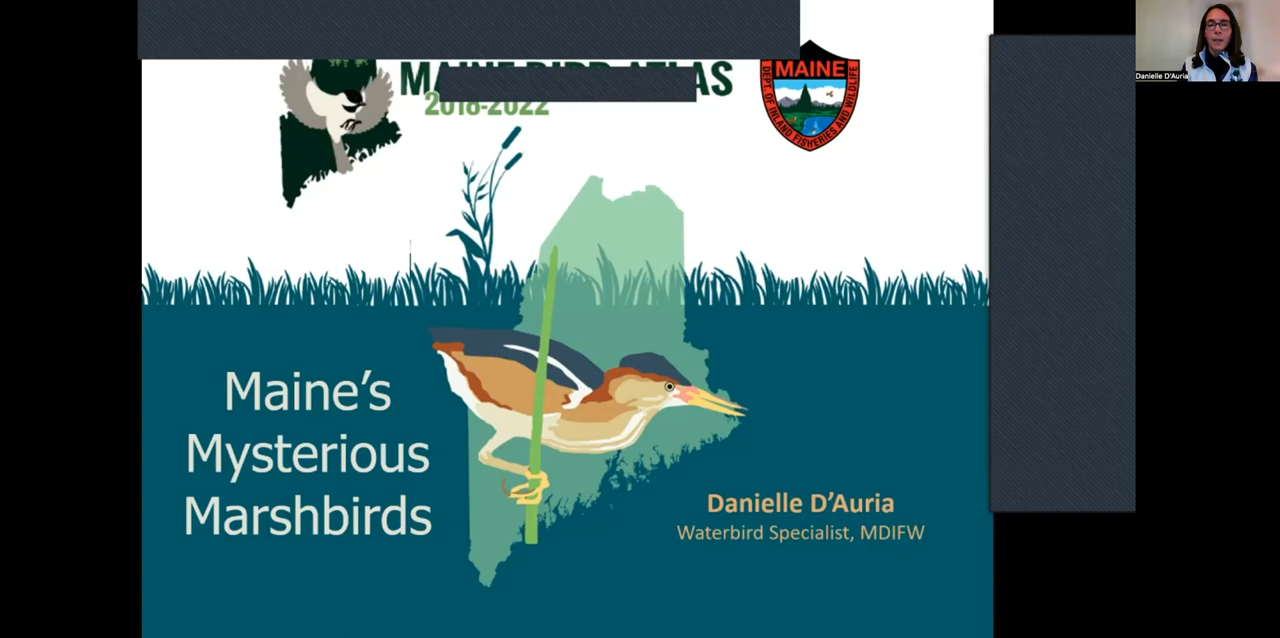 2018-2022
MAINE
DEPT. OF INLAND FISHERIES AND WILDLIFE
Danielle D'Auria
Maine's
Mysterious
Marshbirds
Danielle D'Auria
Waterbird Specialist, MDIFW